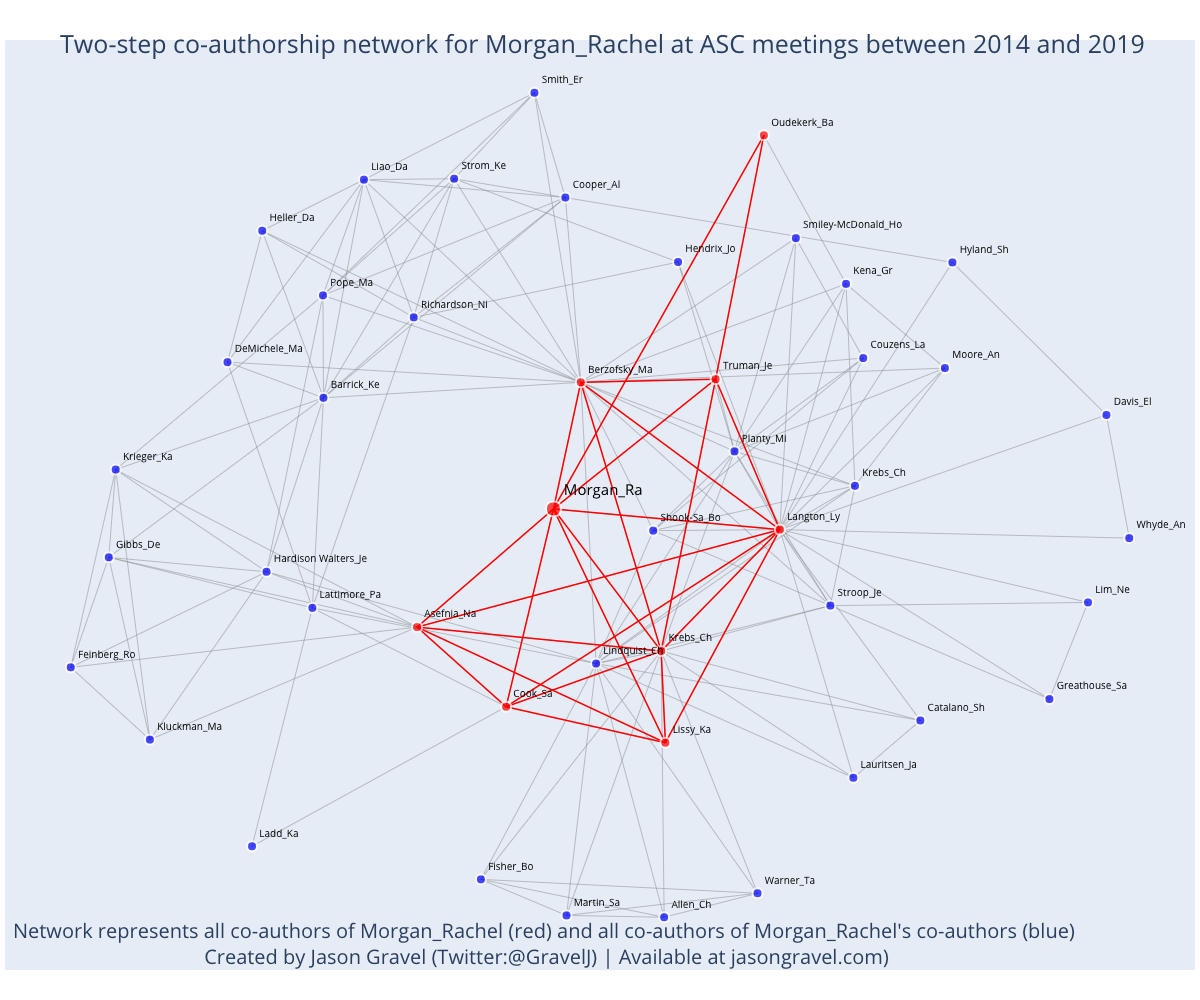 Two-step co-authorship network for Morgan_Rachel at ASC meetings between 2014 and 2019
Smith_Er
Oudekerk_Ba
Liao_Da
Strom_Ke
Cooper_Al
Heller_Da
Smiley-McDonald_Ho
Hendrix_Jo
Hyland_Sh
Kena_Gr
Pope_Ma
Richardson_Ni
DeMichele_Ma
Couzens_La
Moore_An
Berzofsky_Ma
Truman_Je
Barrick_Ke
Davis_El
Planty_Mi
Krieger_Ka
Krebs_Ch
Morgan_Ra
Shook-Sa_Bo
Langton_Ly
Whyde_An
Gibbs_De
Hardison Walters_Je
Lattimore_Pa
Stroop_Je
Lim_Ne
Asefnia_Na
Krebs_Ch
Lindquist_Ch
Feinberg_Ro
Cook_Sa
Greathouse_Sa
Catalano_Sh
Kluckman_Ma
Lissy_Ka
Lauritsen_Ja
Ladd_Ka
Fisher_Bo
Warner_Ta
Martin_Sa
Allen_Ch
Network represents all co-authors of Morgan_Rachel (red) and all co-authors of Morgan_Rachel's co-authors (blue)
Created by Jason Gravel (Twitter:@GravelJ) | Available at jasongravel.com)